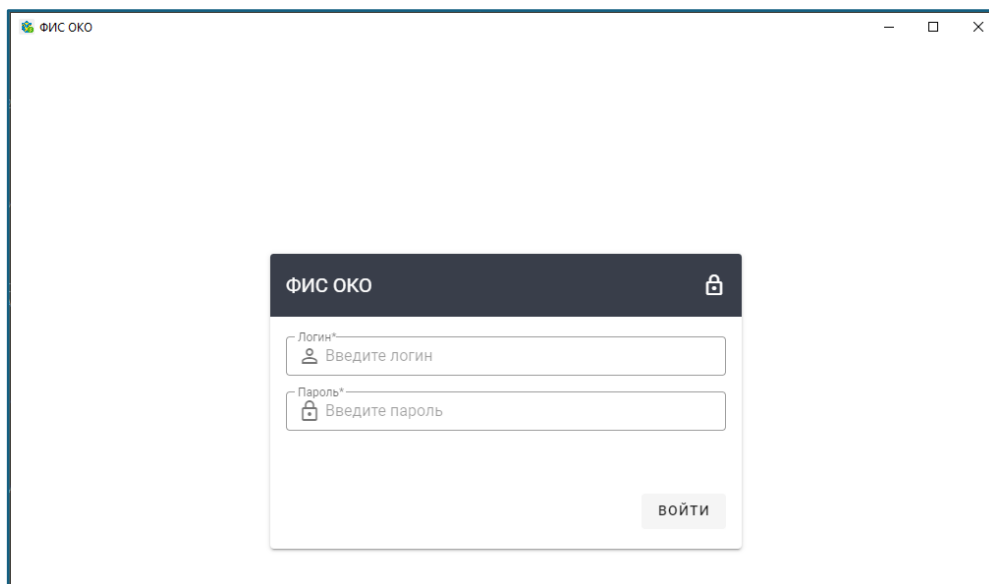 ФИС ОКО
ФИС ОКО
Логин*
Введите логин
Пароль*
Введите пароль
ВОЙТИ